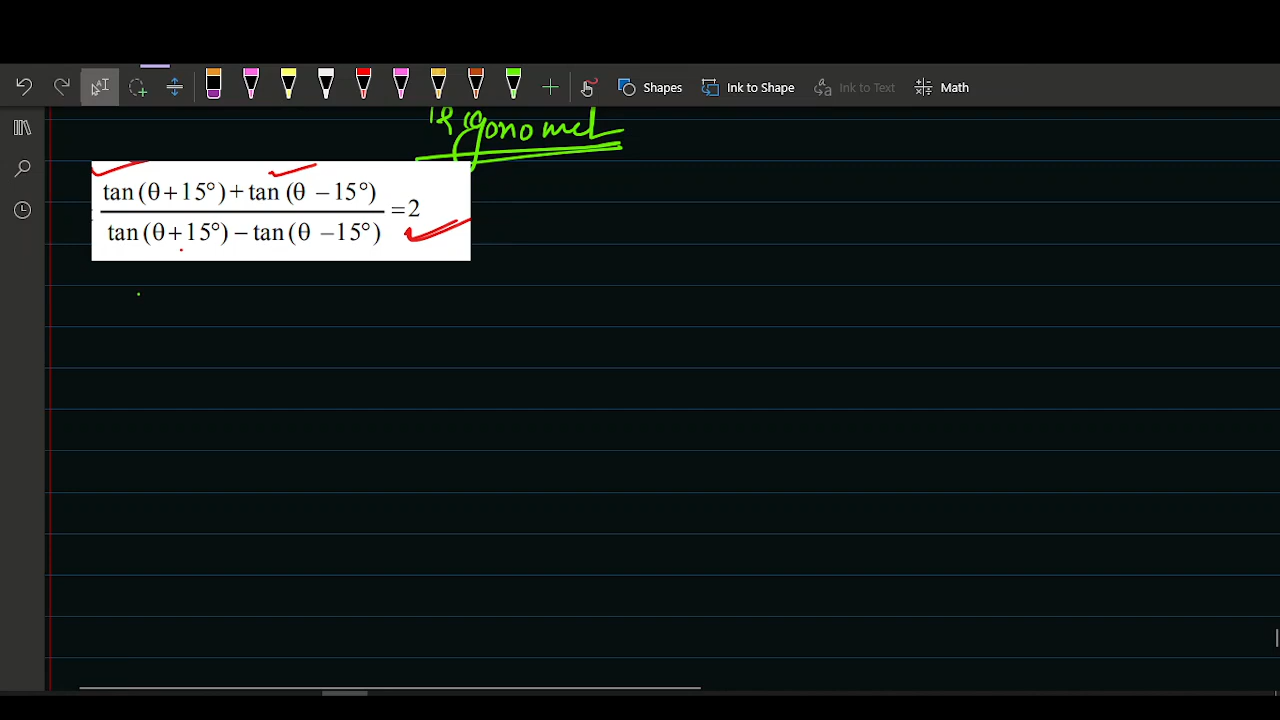 Shapes
Ink to Shape
Ink to Text
Math
tan (θ+15°)+tan (θ −15°)
tan (θ+15°)−tan (θ −15°)
=2